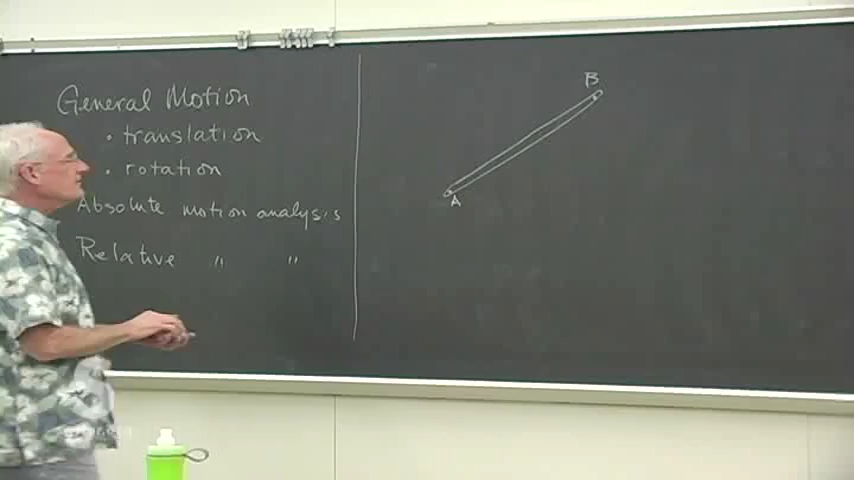 General Motion
• translation
• rotation
Absolute motion analysis
Relative " "
B
A